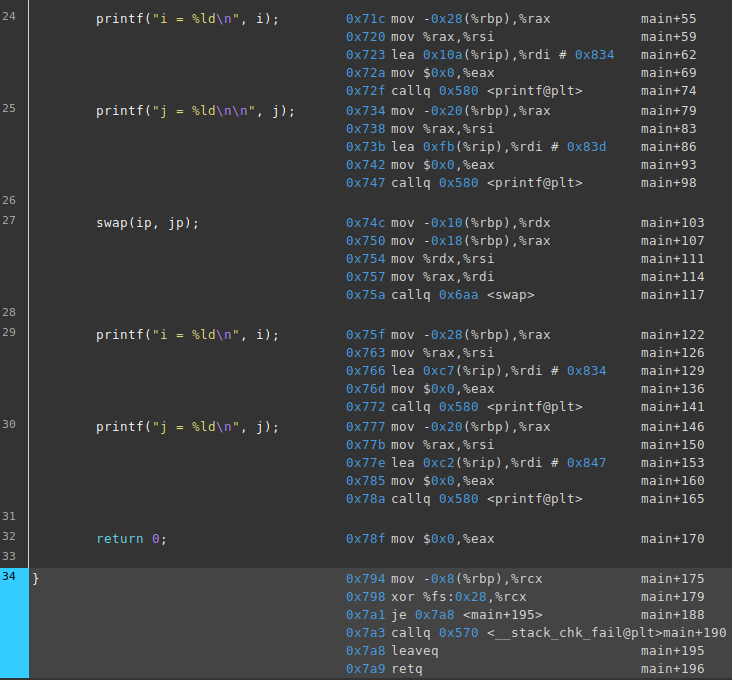 24 printf("i = %ld\n", i); 0x71c mov -0x28(%rbp),%rax main+55
0x720 mov %rax,%rsi main+59
0x723 lea 0x10a(%rip),%rdi # 0x834 main+62
0x72a mov $0x0,%eax main+69
0x72f callq 0x580 <printf@plt> main+74
25 printf("j = %ld\n\n", j); 0x734 mov -0x20(%rbp),%rax main+79
0x738 mov %rax,%rsi main+83
0x73b lea 0xfb(%rip),%rdi # 0x83d main+86
0x742 mov $0x0,%eax main+93
0x747 callq 0x580 <printf@plt> main+98
26
27 swap(ip, jp); 0x74c mov -0x10(%rbp),%rdx main+103
0x750 mov -0x18(%rbp),%rax main+107
0x754 mov %rdx,%rsi main+111
0x757 mov %rax,%rdi main+114
0x75a callq 0x6aa <swap> main+117
28
29 printf("i = %ld\n", i); 0x75f mov -0x28(%rbp),%rax main+122
0x763 mov %rax,%rsi main+126
0x766 lea 0xc7(%rip),%rdi # 0x834 main+129
0x76d mov $0x0,%eax main+136
0x772 callq 0x580 <printf@plt> main+141
30 printf("j = %ld\n", j); 0x777 mov -0x20(%rbp),%rax main+146
0x77b mov %rax,%rsi main+150
0x77e lea 0xc2(%rip),%rdi # 0x847 main+153
0x785 mov $0x0,%eax main+160
0x78a callq 0x580 <printf@plt> main+165
31
32 return 0; 0x78f mov $0x0,%eax main+170
33
34 } 0x794 mov -0x8(%rbp),%rcx main+175
0x798 xor %fs:0x28,%rcx main+179
0x7a1 je 0x7a8 <main+195> main+188
0x7a3 callq 0x570 <__stack_chk_fail@plt>main+190
0x7a8 leaveq main+195
0x7a9 retq main+196